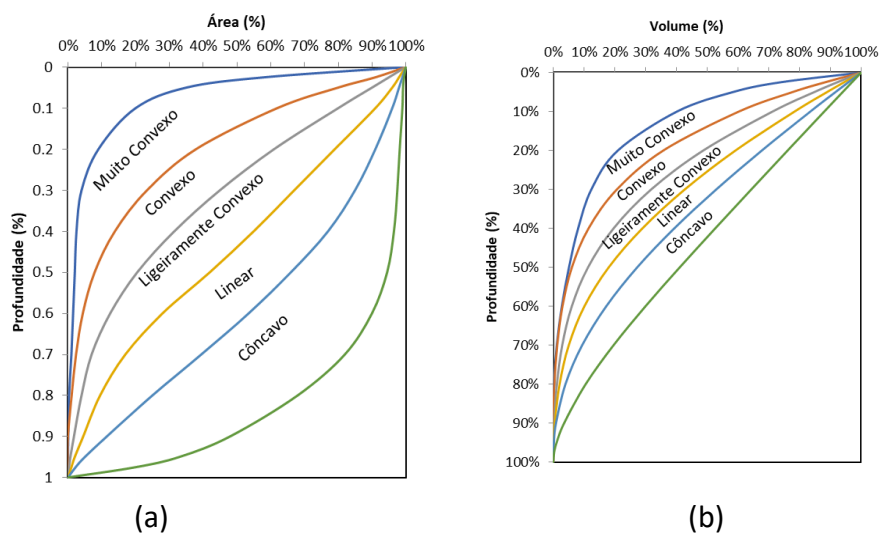 Área (%)
0% 10% 20% 30% 40% 50% 60% 70% 80% 90% 100%
Profundidade (%)
0
0.1
0.2
0.3
0.4
0.5
0.6
0.7
0.8
0.9
1
Muito Convexo
Convexo
Ligeiramente Convexo
Linear
Côncavo
(a)
Volume (%)
0% 10% 20% 30% 40% 50% 60% 70% 80% 90% 100%
Profundidade (%)
0%
10%
20%
30%
40%
50%
60%
70%
80%
90%
100%
Muito Convexo
Convexo
Ligeiramente Convexo
Linear
Côncavo
(b)